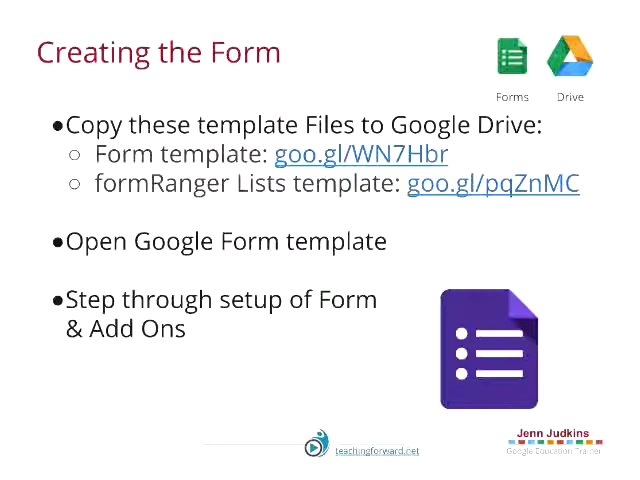 Creating the Form
Forms Drive
●Copy these template Files to Google Drive:
○ Form template: goo.gl/WN7Hbr
○ formRanger Lists template: goo.gl/pqZnMC
●Open Google Form template
●Step through setup of Form
& Add Ons
teachingforward.net
Jenn Judkins
Google Education Trainer